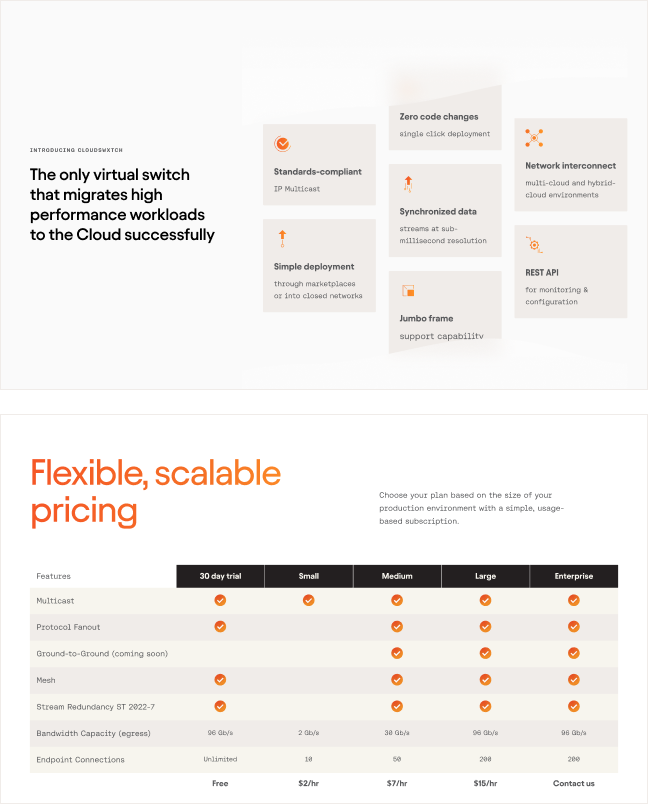 INTRODUCING CLOUDSWXTCH
The only virtual switch
that migrates high
performance workloads
to the Cloud successfully
Standards-compliant
IP Multicast
Simple deployment
through marketplaces
or into closed networks
Zero code changes
single click deployment
Synchronized data
streams at sub-
millisecond resolution
Jumbo frame
support capability
Network interconnect
multi-cloud and hybrid-
cloud environments
REST API
for monitoring &
configuration
Flexible, scalable
pricing
Choose your plan based on the size of your
production environment with a simple, usage-
based subscription.
Features 30 day trial Small Medium Large Enterprise
Multicast
Protocol Fanout
Ground-to-Ground (coming soon)
Mesh
Stream Redundancy ST 2022-7
Bandwidth Capacity (egress) 96 Gb/s 2 Gb/s 30 Gb/s 96 Gb/s 96 Gb/s
Endpoint Connections Unlimited 10 50 200 200
Free $2/hr $7/hr $15/hr Contact us